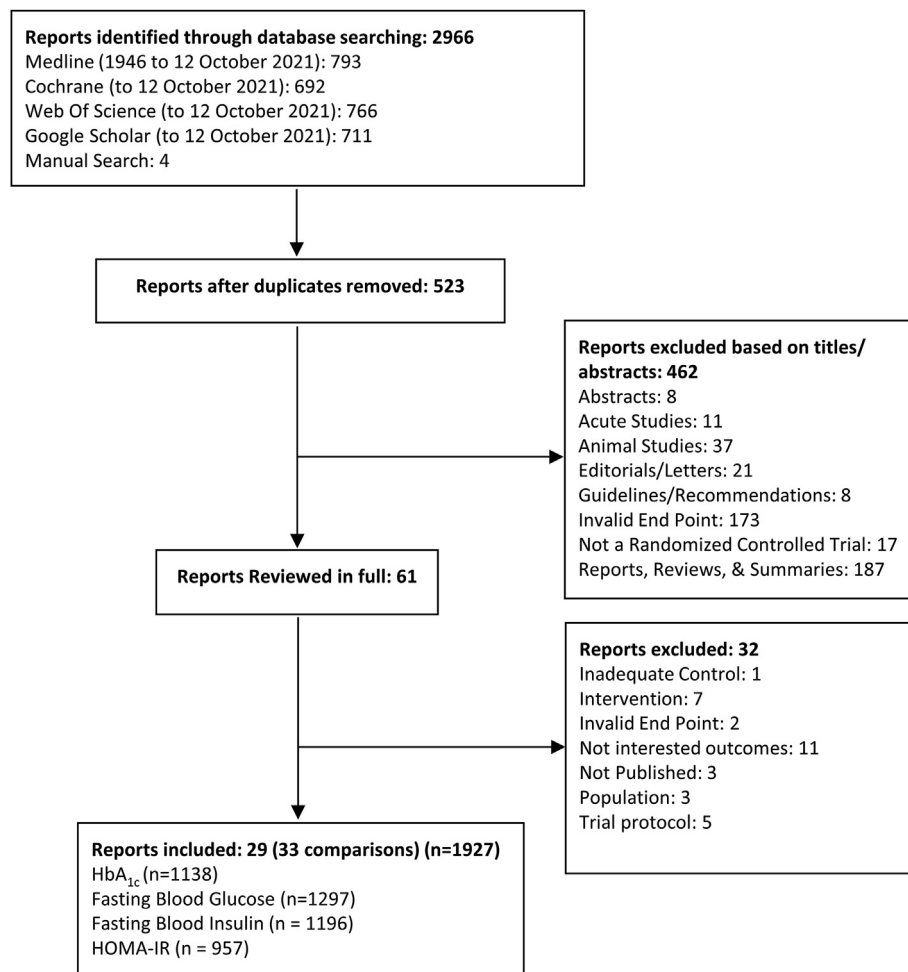 Reports identified through database searching: 2966
Medline (1946 to 12 October 2021): 793
Cochrane (to 12 October 2021): 692
Web Of Science (to 12 October 2021): 766
Google Scholar (to 12 October 2021): 711
Manual Search: 4
Reports after duplicates removed: 523
Reports excluded based on titles/
abstracts: 462
Abstracts: 8
Acute Studies: 11
Animal Studies: 37
Editorials/Letters: 21
Guidelines/Recommendations: 8
Invalid End Point: 173
Not a Randomized Controlled Trial: 17
Reports, Reviews, & Summaries: 187
Reports Reviewed in full: 61
Reports excluded: 32
Inadequate Control: 1
Intervention: 7
Invalid End Point: 2
Not interested outcomes: 11
Not Published: 3
Population: 3
Trial protocol: 5
Reports included: 29 (33 comparisons) (n=1927)
HbA1c (n=1138)
Fasting Blood Glucose (n=1297)
Fasting Blood Insulin (n = 1196)
HOMA-IR (n = 957)